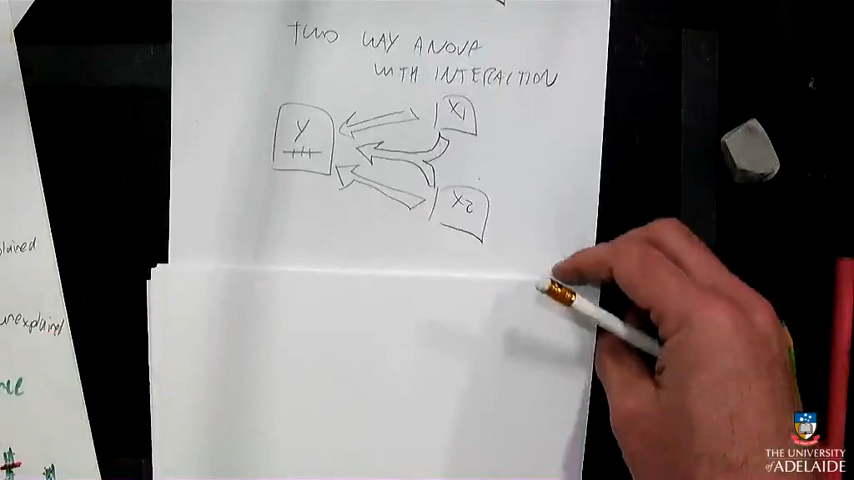 TWO WAY ANOVA
WITH INTERACTION
Y
X1
X2
plained
unexplained
THE UNIVERSITY
of ADELAIDE